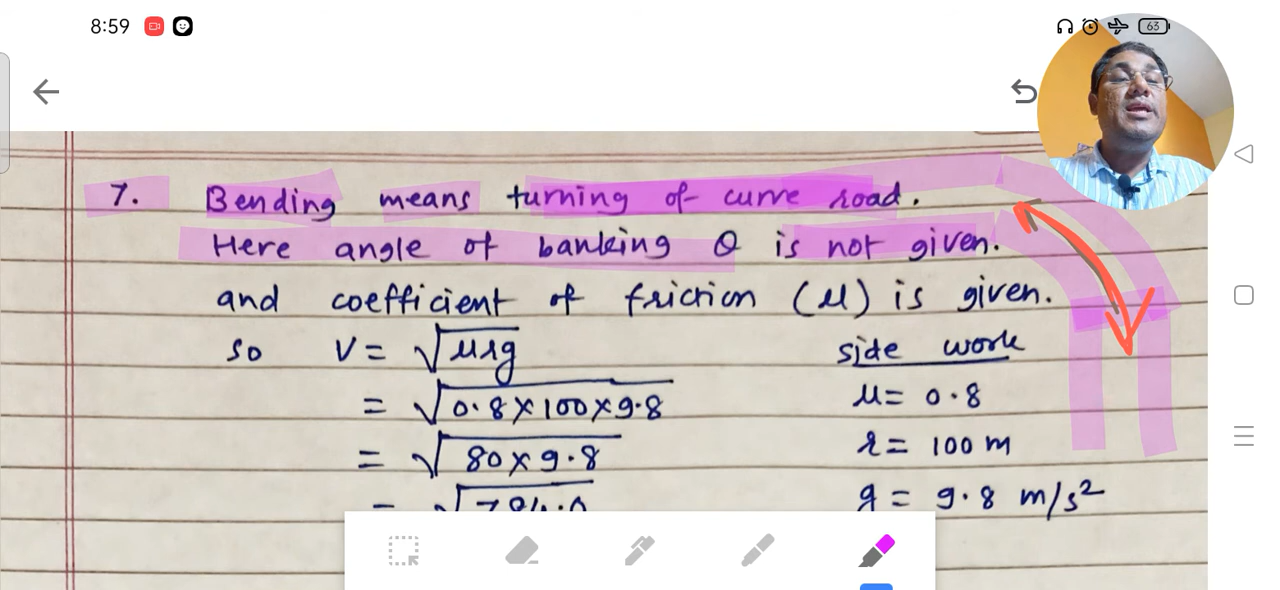 8:59
63
7. Bending means turning of curve road.
Here angle of banking θ is not given.
and coefficient of friction (μ) is given.
so V = √μrg
side work
= √0.8×100×9.8
μ = 0.8
= √80×9.8
r = 100 m
g = 9.8 m/s²